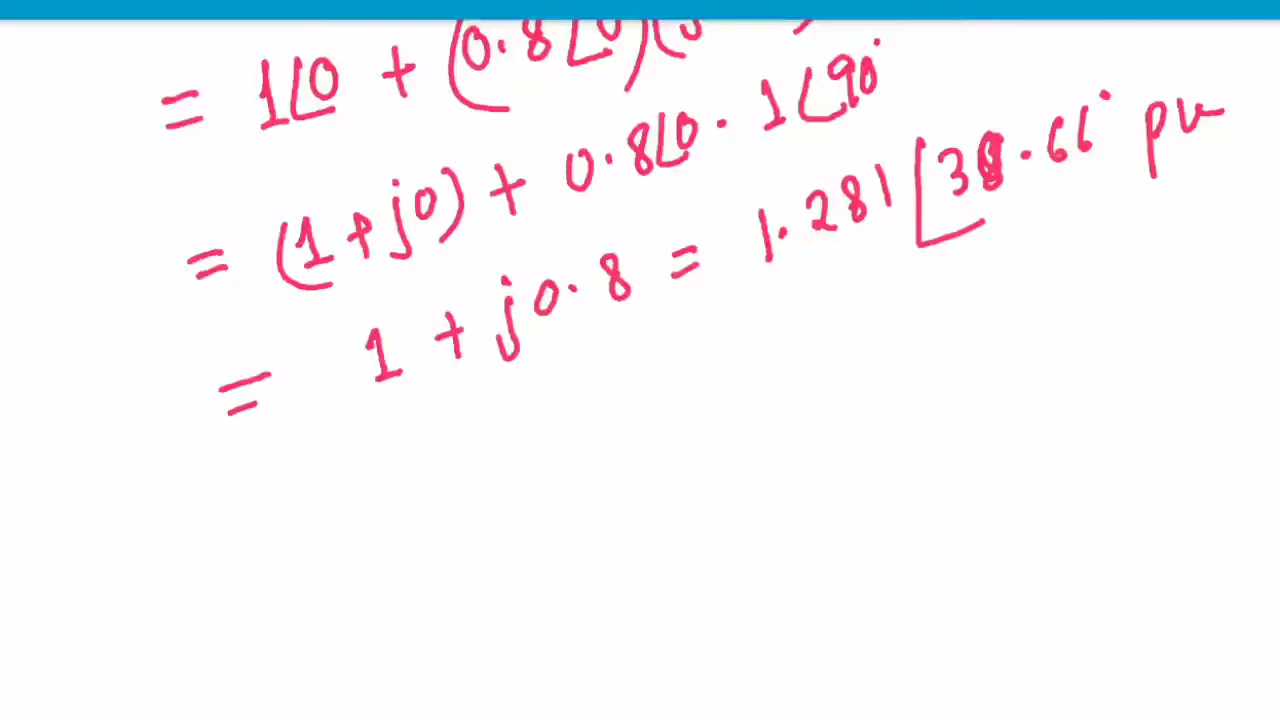 = 1∠0 + (0.8∠0)(j
= (1 + j0) + 0.8∠0 · 1∠90°
= 1 + j0.8 = 1.281∠38.66° pu